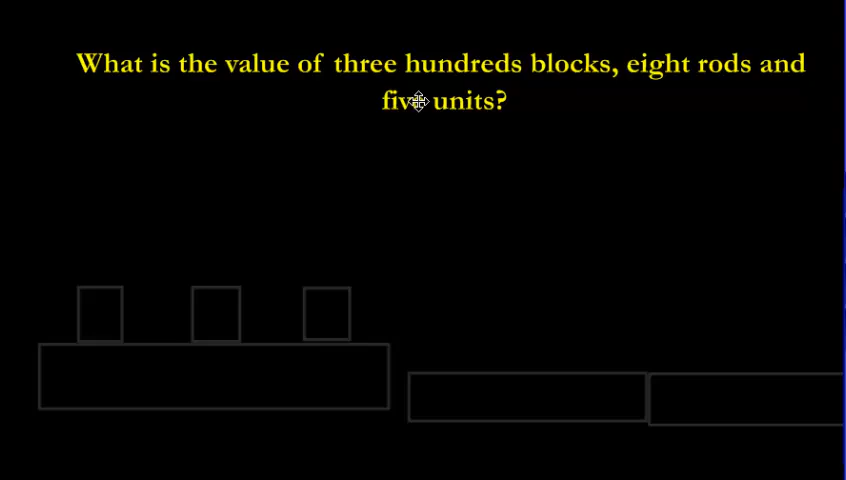 What is the value of three hundreds blocks, eight rods and
five units?